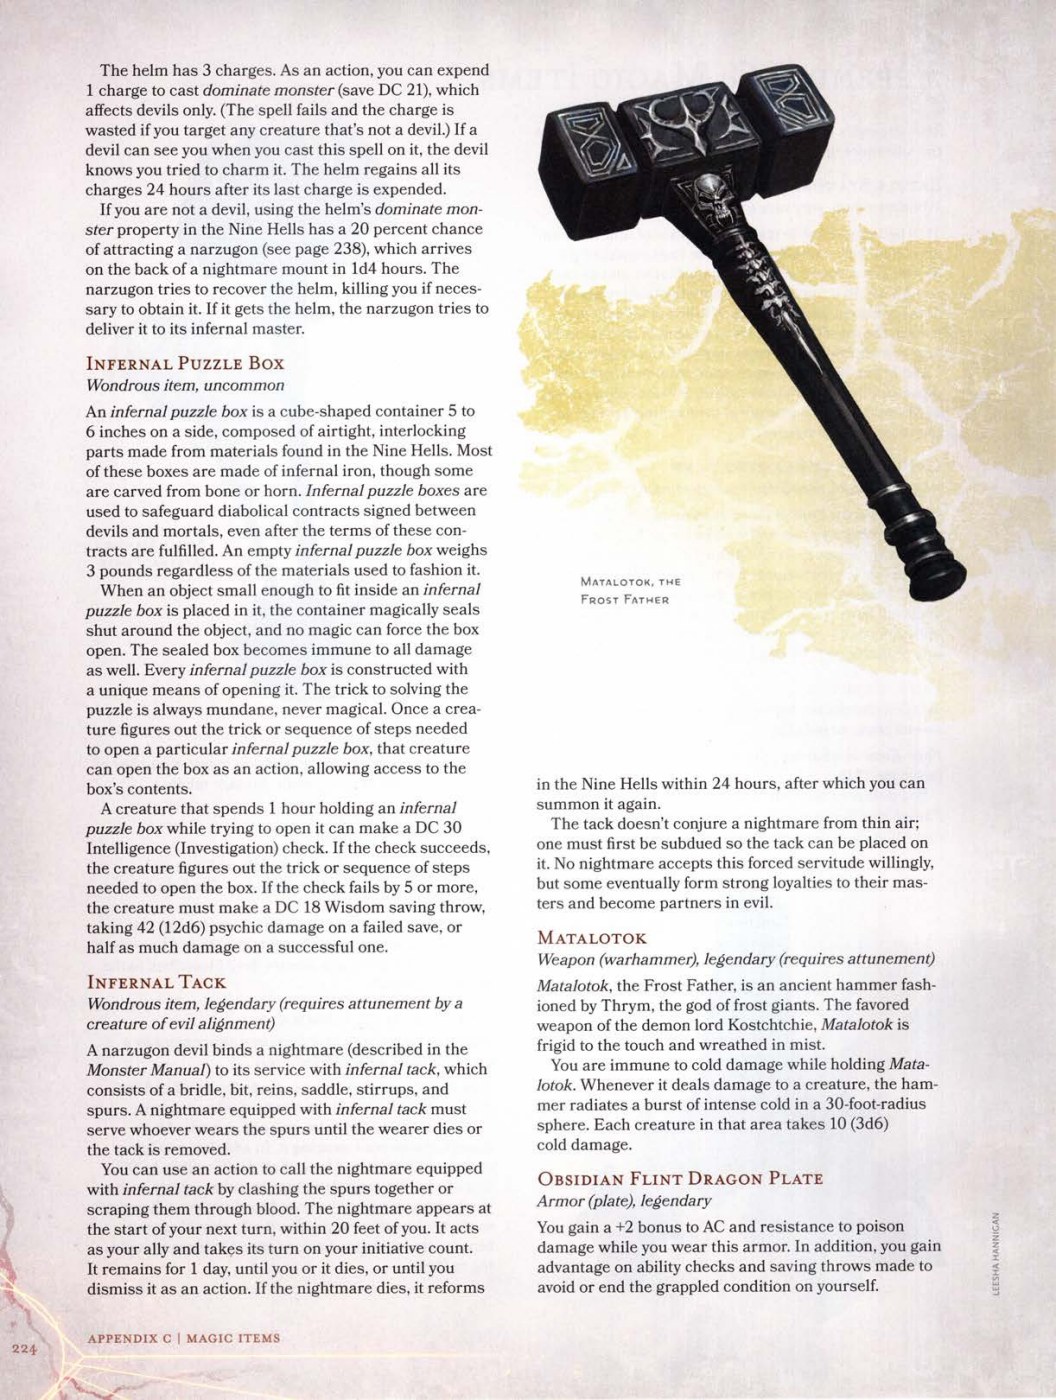 The helm has 3 charges. As an action, you can expend
1 charge to cast dominate monster (save DC 21), which
affects devils only. (The spell fails and the charge is
wasted if you target any creature that's not a devil.) If a
devil can see you when you cast this spell on it, the devil
knows you tried to charm it. The helm regains all its
charges 24 hours after its last charge is expended.
If you are not a devil, using the helm's dominate mon-
ster property in the Nine Hells has a 20 percent chance
of attracting a narzugon (see page 238), which arrives
on the back of a nightmare mount in 1d4 hours. The
narzugon tries to recover the helm, killing you if neces-
sary to obtain it. If it gets the helm, the narzugon tries to
deliver it to its infernal master.
INFERNAL PUZZLE BOX
Wondrous item, uncommon
An infernal puzzle box is a cube-shaped container 5 to
6 inches on a side, composed of airtight, interlocking
parts made from materials found in the Nine Hells. Most
of these boxes are made of infernal iron, though some
are carved from bone or horn. Infernal puzzle boxes are
used to safeguard diabolical contracts signed between
devils and mortals, even after the terms of these con-
tracts are fulfilled. An empty infernal puzzle box weighs
3 pounds regardless of the materials used to fashion it.
When an object small enough to fit inside an infernal
puzzle box is placed in it, the container magically seals
shut around the object, and no magic can force the box
open. The sealed box becomes immune to all damage
as well. Every infernal puzzle box is constructed with
a unique means of opening it. The trick to solving the
puzzle is always mundane, never magical. Once a crea-
ture figures out the trick or sequence of steps needed
to open a particular infernal puzzle box, that creature
can open the box as an action, allowing access to the
box's contents.
A creature that spends 1 hour holding an infernal
puzzle box while trying to open it can make a DC 30
Intelligence (Investigation) check. If the check succeeds,
the creature figures out the trick or sequence of steps
needed to open the box. If the check fails by 5 or more,
the creature must make a DC 18 Wisdom saving throw,
taking 42 (12d6) psychic damage on a failed save, or
half as much damage on a successful one.
INFERNAL TACK
Wondrous item, legendary (requires attunement by a
creature of evil alignment)
A narzugon devil binds a nightmare (described in the
Monster Manual) to its service with infernal tack, which
consists of a bridle, bit, reins, saddle, stirrups, and
spurs. A nightmare equipped with infernal tack must
serve whoever wears the spurs until the wearer dies or
the tack is removed.
You can use an action to call the nightmare equipped
with infernal tack by clashing the spurs together or
scraping them through blood. The nightmare appears at
the start of your next turn, within 20 feet of you. It acts
as your ally and takes its turn on your initiative count.
It remains for 1 day, until you or it dies, or until you
dismiss it as an action. If the nightmare dies, it reforms
MATALOTOK, THE
FROST FATHER
in the Nine Hells within 24 hours, after which you can
summon it again.
The tack doesn't conjure a nightmare from thin air;
one must first be subdued so the tack can be placed on
it. No nightmare accepts this forced servitude willingly,
but some eventually form strong loyalties to their mas-
ters and become partners in evil.
MATALOTOK
Weapon (warhammer), legendary (requires attunement)
Matalotok, the Frost Father, is an ancient hammer fash-
ioned by Thrym, the god of frost giants. The favored
weapon of the demon lord Kostchtchie, Matalotok is
frigid to the touch and wreathed in mist.
You are immune to cold damage while holding Mata-
lotok. Whenever it deals damage to a creature, the ham-
mer radiates a burst of intense cold in a 30-foot-radius
sphere. Each creature in that area takes 10 (3d6)
cold damage.
OBSIDIAN FLINT DRAGON PLATE
Armor (plate), legendary
You gain a +2 bonus to AC and resistance to poison
damage while you wear this armor. In addition, you gain
advantage on ability checks and saving throws made to
avoid or end the grappled condition on yourself.
LEESHA HANNIGAN
APPENDIX C | MAGIC ITEMS
224